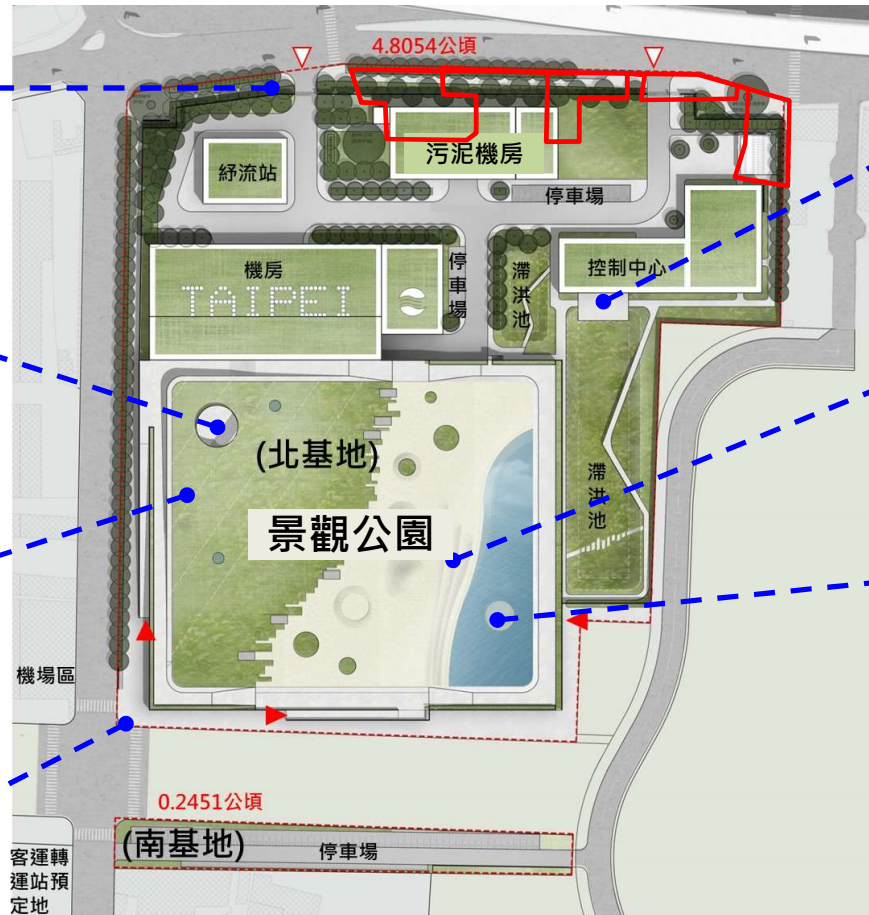 4.8054公頃
污泥機房
紓流站
停車場
機房
停車場
滯洪池
控制中心
TAIPEI
(北基地)
滯洪池
景觀公園
機場區
0.2451公頃
(南基地)
停車場
客運轉
運站預
定地